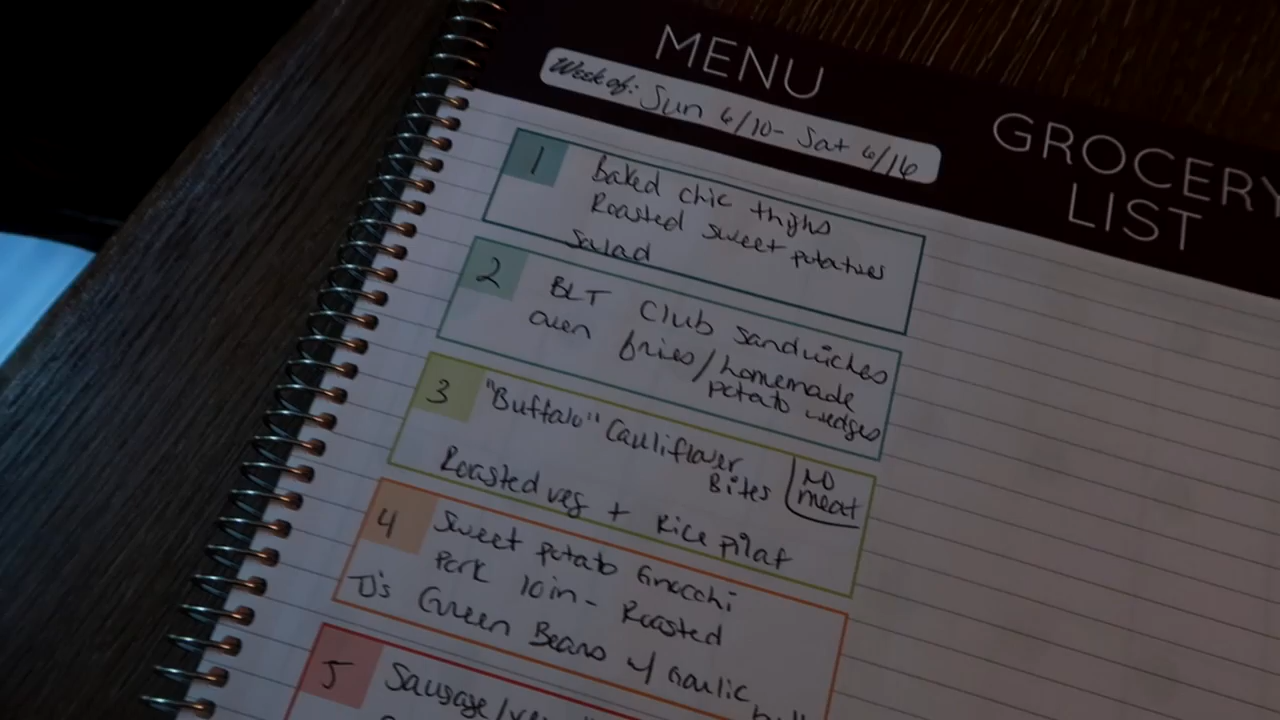 MENU
Week of: Sun 6/10- Sat 6/16
GROCERY
LIST
1
Baked chic thighs
Roasted sweet potatoes
Salad
2
BLT Club Sandwiches
oven fries/homemade
potato wedges
3
"Buffalo" Cauliflower
Bites
NO
meat
Roasted veg + Rice pilaf
4
Sweet potato Gnocchi
Pork loin- Roasted
TJ's Green Beans w/ Garlic
5
Sausage/